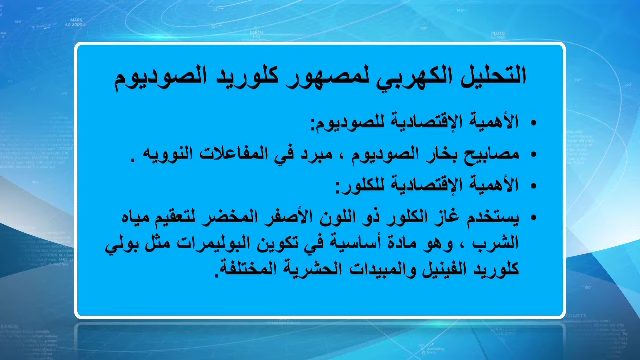 التحليل الكهربي لمصهور كلوريد الصوديوم
• الأهمية الإقتصادية للصوديوم:
• مصابيح بخار الصوديوم ، مبرد في المفاعلات النوويه .
• الأهمية الإقتصادية للكلور:
• يستخدم غاز الكلور ذو اللون الأصفر المخضر لتعقيم مياه
الشرب ، وهو مادة أساسية في تكوين البوليمرات مثل بولي
كلوريد الفينيل والمبيدات الحشرية المختلفة.